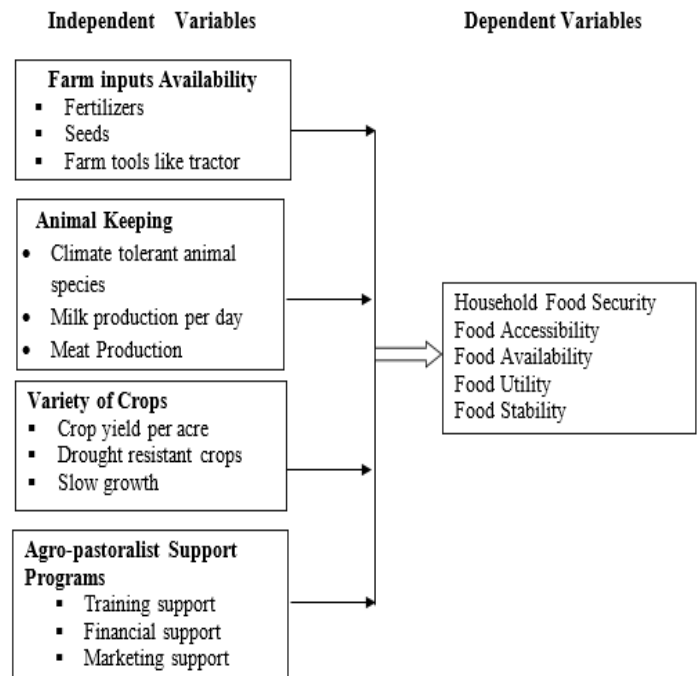 Independent Variables
Dependent Variables
Farm inputs Availability
▪ Fertilizers
▪ Seeds
▪ Farm tools like tractor
Animal Keeping
• Climate tolerant animal
species
• Milk production per day
• Meat Production
Variety of Crops
▪ Crop yield per acre
▪ Drought resistant crops
▪ Slow growth
Agro-pastoralist Support
Programs
▪ Training support
▪ Financial support
▪ Marketing support
Household Food Security
Food Accessibility
Food Availability
Food Utility
Food Stability